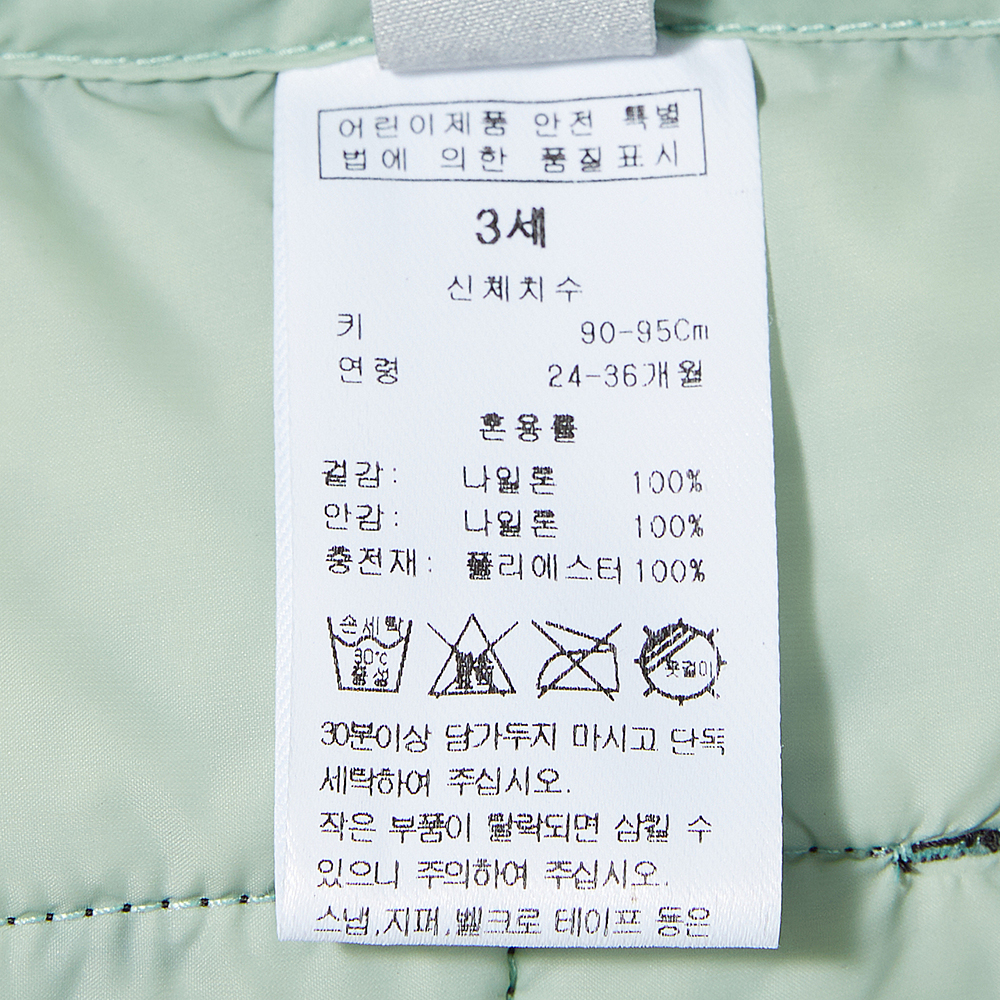 어린이제품 안전 특별
법에 의한 품질표시
3세
신체치수
키 90-95Cm
연령 24-36개월
혼용률
겉감: 나일론 100%
안감: 나일론 100%
충전재: 폴리에스터 100%
손세탁
30℃
중성
옷걸이
30분이상 담가두지 마시고 단독
세탁하여 주십시오.
작은 부품이 탈락되면 삼킬 수
있으니 주의하여 주십시오.
스냅,지퍼,벨크로 테이프 등은